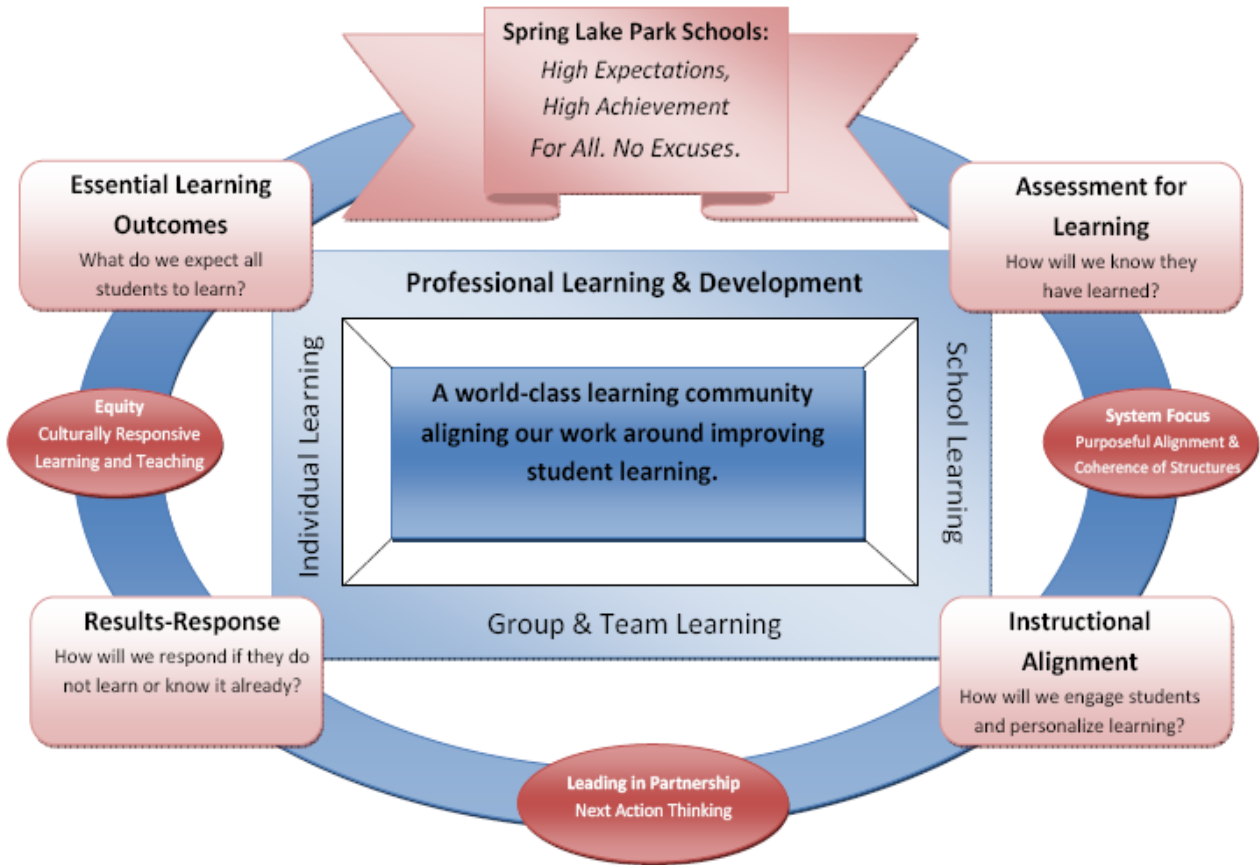 Spring Lake Park Schools:
High Expectations,
High Achievement
For All. No Excuses.
Essential Learning
Outcomes
What do we expect all
students to learn?
Assessment for
Learning
How will we know they
have learned?
Professional Learning & Development
Individual Learning
School Learning
A world-class learning community
aligning our work around improving
student learning.
Equity
Culturally Responsive
Learning and Teaching
System Focus
Purposeful Alignment &
Coherence of Structures
Group & Team Learning
Results-Response
How will we respond if they do
not learn or know it already?
Instructional
Alignment
How will we engage students
and personalize learning?
Leading in Partnership
Next Action Thinking